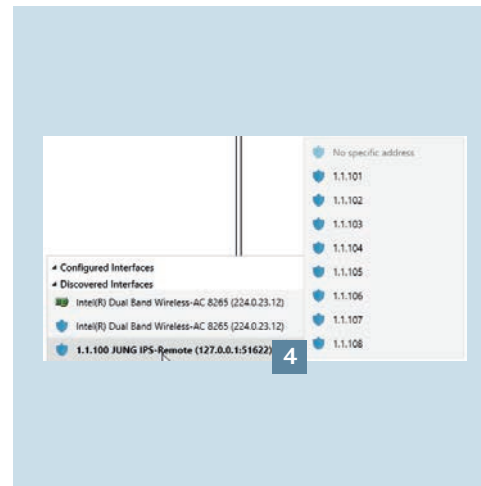 No specific address
1.1.101
1.1.102
1.1.103
1.1.104
1.1.105
1.1.106
1.1.107
1.1.108
Configured Interfaces
Discovered Interfaces
Intel(R) Dual Band Wireless-AC 8265 (224.0.23.12)
Intel(R) Dual Band Wireless-AC 8265 (224.0.23.12)
1.1.100 JUNG IPS-Remote (127.0.0.1:51622)
4